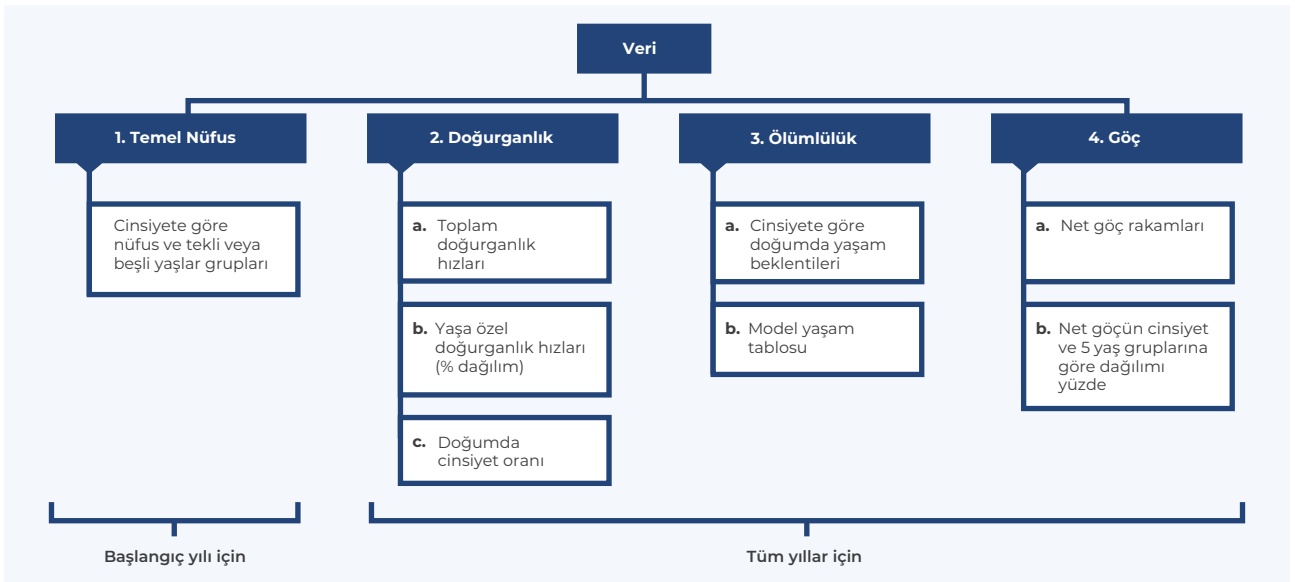 Veri
1. Temel Nüfus
Cinsiyete göre
nüfus ve tekli veya
beşli yaşlar grupları
2. Doğurganlık
a. Toplam
doğurganlık
hızları
b. Yaşa özel
doğurganlık hızları
(% dağılım)
c. Doğumda
cinsiyet oranı
3. Ölümlülük
a. Cinsiyete göre
doğumda yaşam
beklentileri
b. Model yaşam
tablosu
4. Göç
a. Net göç rakamları
b. Net göçün cinsiyet
ve 5 yaş gruplarına
göre dağılımı
yüzde
Başlangıç yılı için
Tüm yıllar için